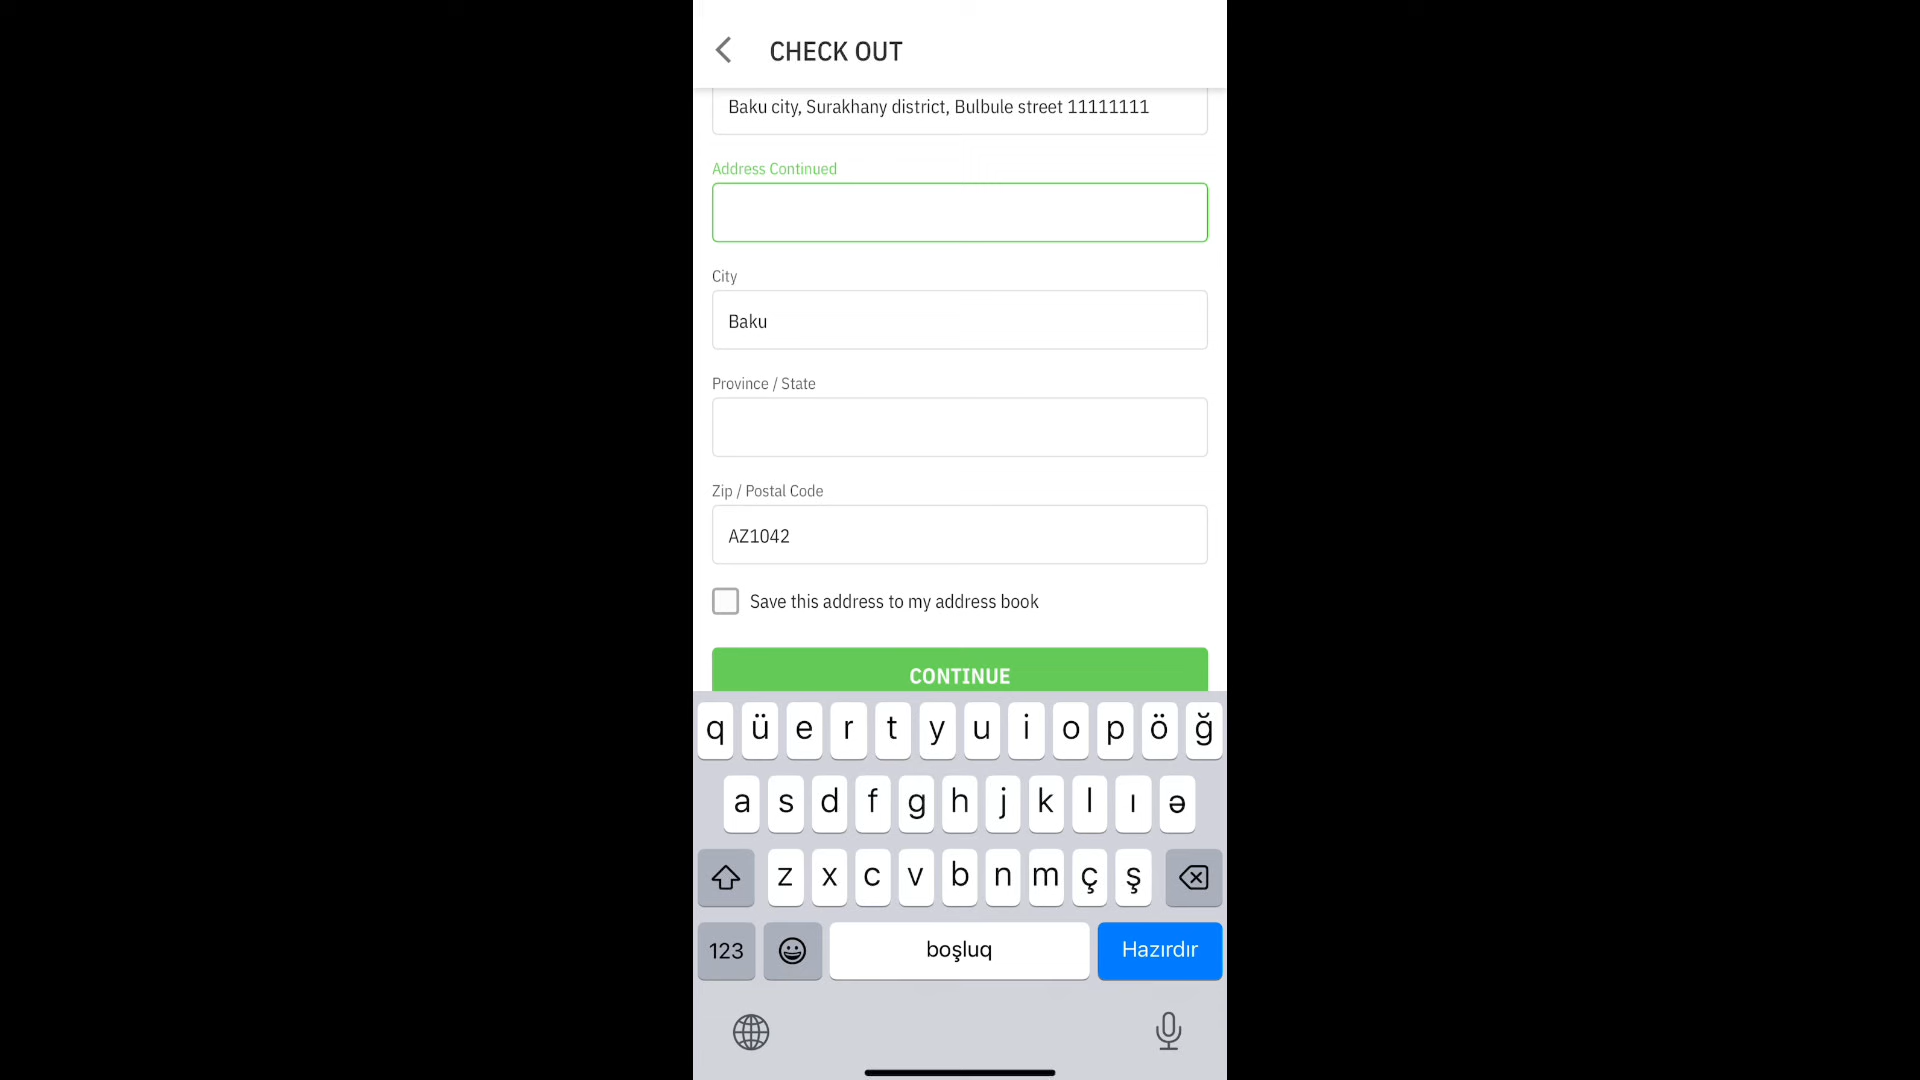 CHECK OUT
Baku city, Surakhany district, Bulbule street 11111111
Address Continued
City
Baku
Province / State
Zip / Postal Code
AZ1042
Save this address to my address book
CONTINUE
q ü e r t y u i o p ö ğ
a s d f g h j k l ı ə
z x c v b n m ç ş
123 boşluq Hazırdır